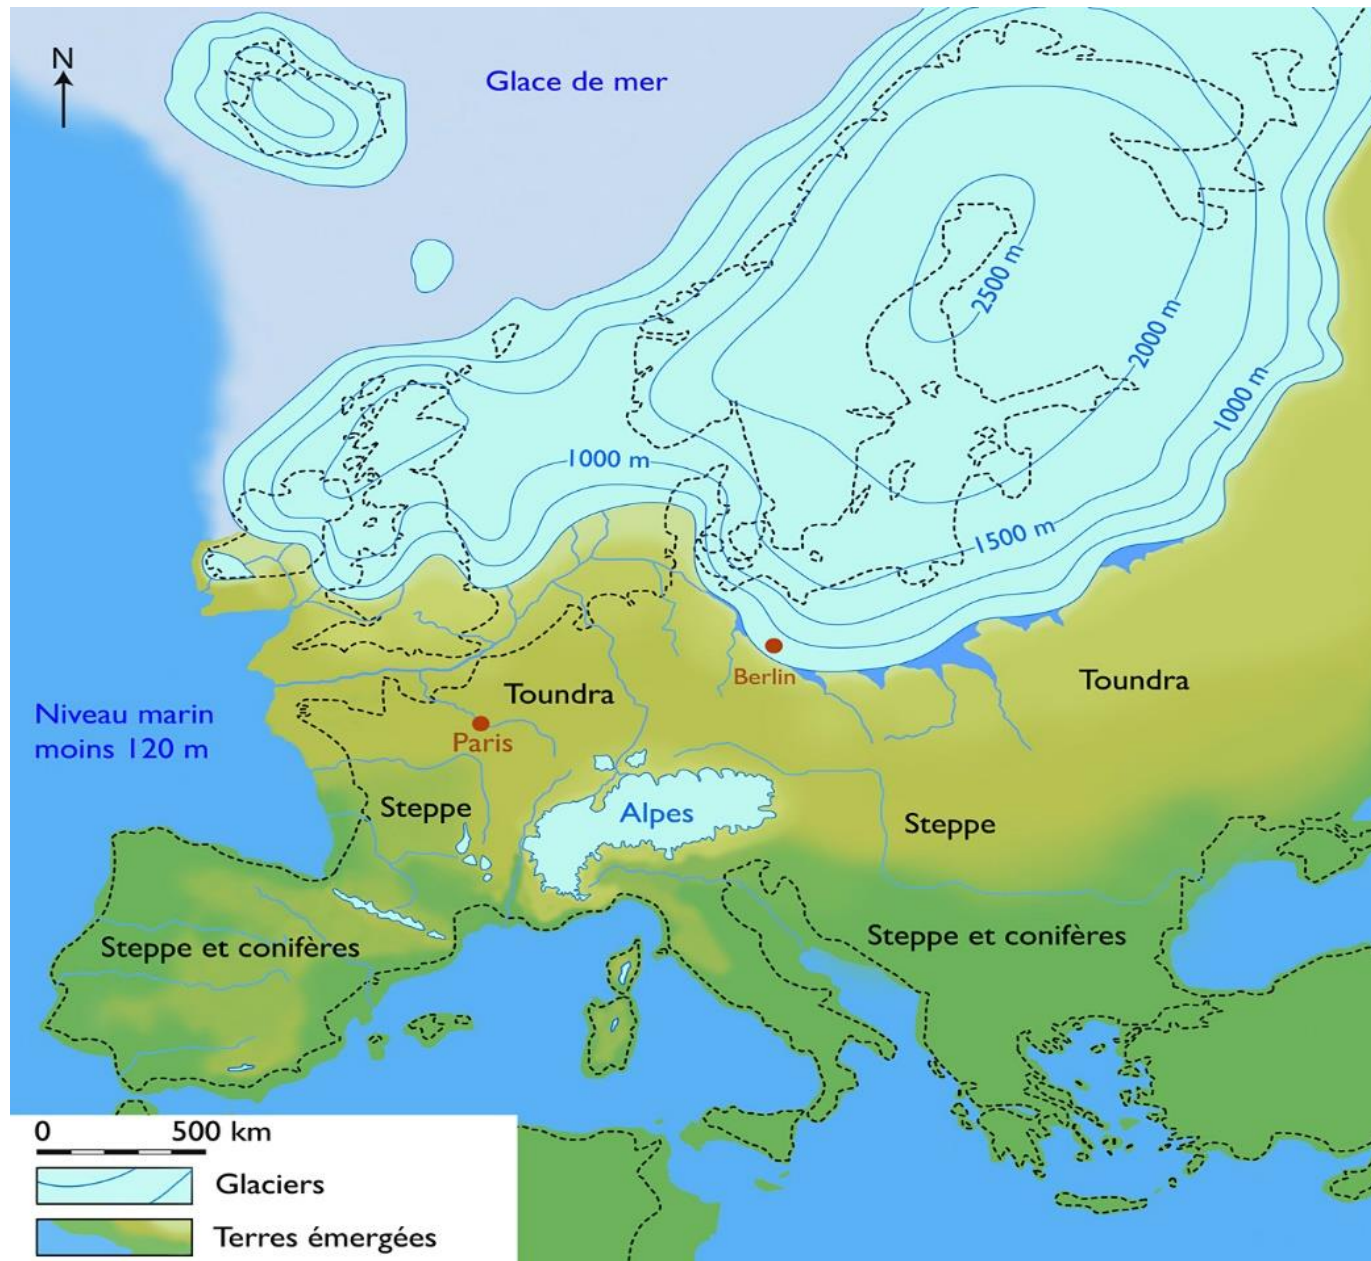 N
Glace de mer
2500 m
2000 m
1000 m
1000 m
1500 m
Berlin
Toundra
Toundra
Niveau marin
moins 120 m
Paris
Steppe
Alpes
Steppe
Steppe et conifères
Steppe et conifères
0 500 km
Glaciers
Terres émergées